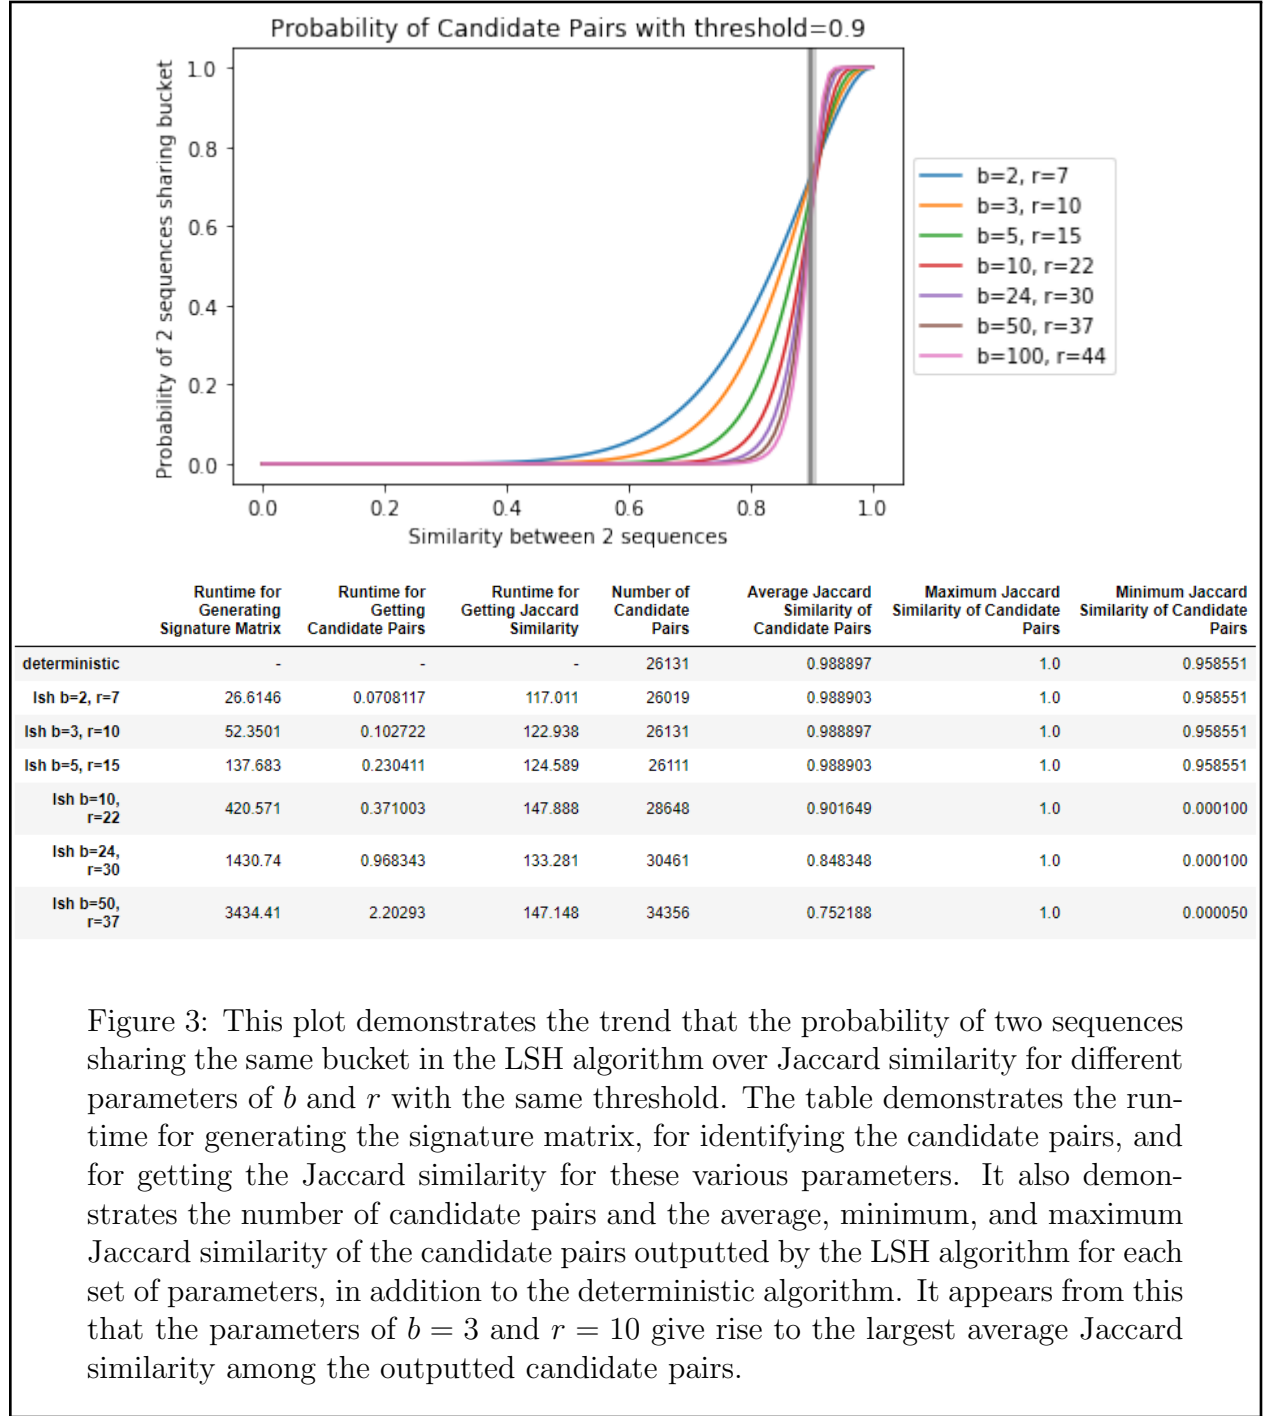 Probability of Candidate Pairs with threshold=0.9
Probability of 2 sequences sharing bucket
1.0
0.8
0.6
0.4
0.2
0.0
0.0 0.2 0.4 0.6 0.8 1.0
Similarity between 2 sequences
b=2, r=7
b=3, r=10
b=5, r=15
b=10, r=22
b=24, r=30
b=50, r=37
b=100, r=44
Runtime for Runtime for Runtime for Number of Average Jaccard Maximum Jaccard Minimum Jaccard
Generating Getting Getting Jaccard Candidate Similarity of Similarity of Candidate Similarity of Candidate
Signature Matrix Candidate Pairs Similarity Pairs Candidate Pairs Pairs Pairs
deterministic - - - 26131 0.988897 1.0 0.958551
lsh b=2, r=7 26.6146 0.0708117 117.011 26019 0.988903 1.0 0.958551
lsh b=3, r=10 52.3501 0.102722 122.938 26131 0.988897 1.0 0.958551
lsh b=5, r=15 137.683 0.230411 124.589 26111 0.988903 1.0 0.958551
lsh b=10,
r=22 420.571 0.371003 147.888 28648 0.901649 1.0 0.000100
lsh b=24,
r=30 1430.74 0.968343 133.281 30461 0.848348 1.0 0.000100
lsh b=50,
r=37 3434.41 2.20293 147.148 34356 0.752188 1.0 0.000050
Figure 3: This plot demonstrates the trend that the probability of two sequences
sharing the same bucket in the LSH algorithm over Jaccard similarity for different
parameters of b and r with the same threshold. The table demonstrates the run-
time for generating the signature matrix, for identifying the candidate pairs, and
for getting the Jaccard similarity for these various parameters. It also demon-
strates the number of candidate pairs and the average, minimum, and maximum
Jaccard similarity of the candidate pairs outputted by the LSH algorithm for each
set of parameters, in addition to the deterministic algorithm. It appears from this
that the parameters of b = 3 and r = 10 give rise to the largest average Jaccard
similarity among the outputted candidate pairs.